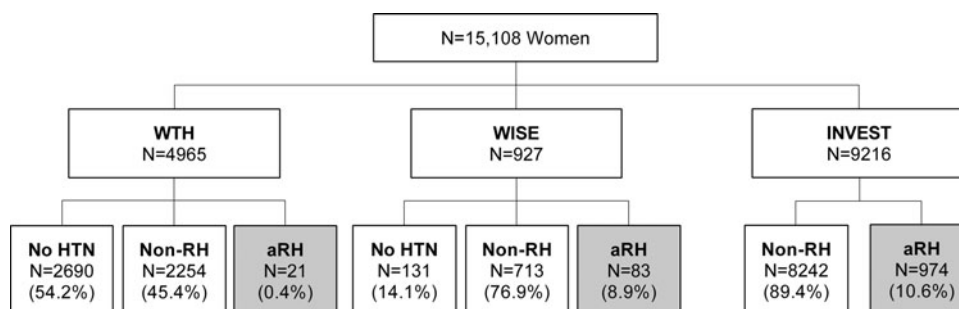 N=15,108 Women
WTH
N=4965
WISE
N=927
INVEST
N=9216
No HTN
N=2690
(54.2%)
Non-RH
N=2254
(45.4%)
aRH
N=21
(0.4%)
No HTN
N=131
(14.1%)
Non-RH
N=713
(76.9%)
aRH
N=83
(8.9%)
Non-RH
N=8242
(89.4%)
aRH
N=974
(10.6%)